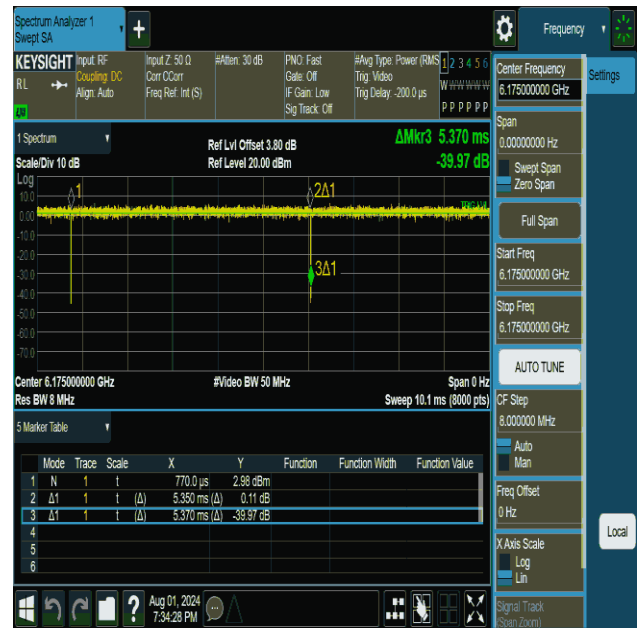 Spectrum Analyzer 1
Swept SA
Frequency
KEYSIGHT
RL
Input: RF
Coupling: DC
Align: Auto
Input Z: 50 Ω
Corr CCorr
Freq Ref: Int (S)
#Atten: 30 dB
PNO: Fast
Gate: Off
IF Gain: Low
Sig Track: Off
#Avg Type: Power (RMS
Trig: Video
Trig Delay: -200.0 µs
1 2 3 4 5 6
P P P P P P
Center Frequency
6.175000000 GHz
Settings
Span
0.00000000 Hz
Swept Span
Zero Span
Full Span
Start Freq
6.175000000 GHz
Stop Freq
6.175000000 GHz
AUTO TUNE
CF Step
8.000000 MHz
Auto
Man
Freq Offset
0 Hz
X Axis Scale
Log
Lin
Signal Track
(Span Zoom)
Local
1 Spectrum
Scale/Div 10 dB
Ref Lvl Offset 3.80 dB
Ref Level 20.00 dBm
ΔMkr3 5.370 ms
-39.97 dB
Log
10.0
0.00
-10.0
-20.0
-30.0
-40.0
-50.0
-60.0
-70.0
1
2Δ1
TRIG LVL
3Δ1
Center 6.175000000 GHz
Res BW 8 MHz
#Video BW 50 MHz
Span 0 Hz
Sweep 10.1 ms (8000 pts)
5 Marker Table
Mode Trace Scale X Y Function Function Width Function Value
1 N 1 t 770.0 µs 2.98 dBm
2 Δ1 1 t (Δ) 5.350 ms (Δ) 0.11 dB
3 Δ1 1 t (Δ) 5.370 ms (Δ) -39.97 dB
4
5
6
?
Aug 01, 2024
7:34:28 PM